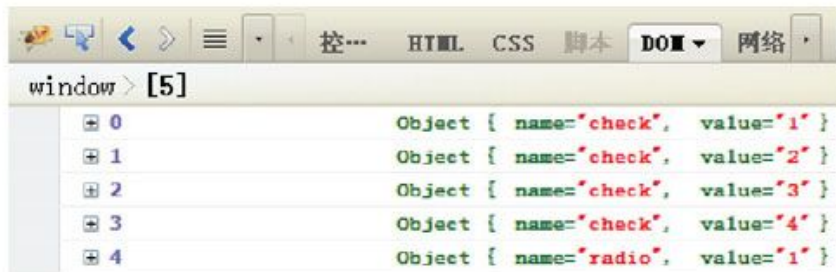 控… HTML CSS 脚本 DOM 网络
window > [5]
0 Object { name="check", value="1" }
1 Object { name="check", value="2" }
2 Object { name="check", value="3" }
3 Object { name="check", value="4" }
4 Object { name="radio", value="1" }